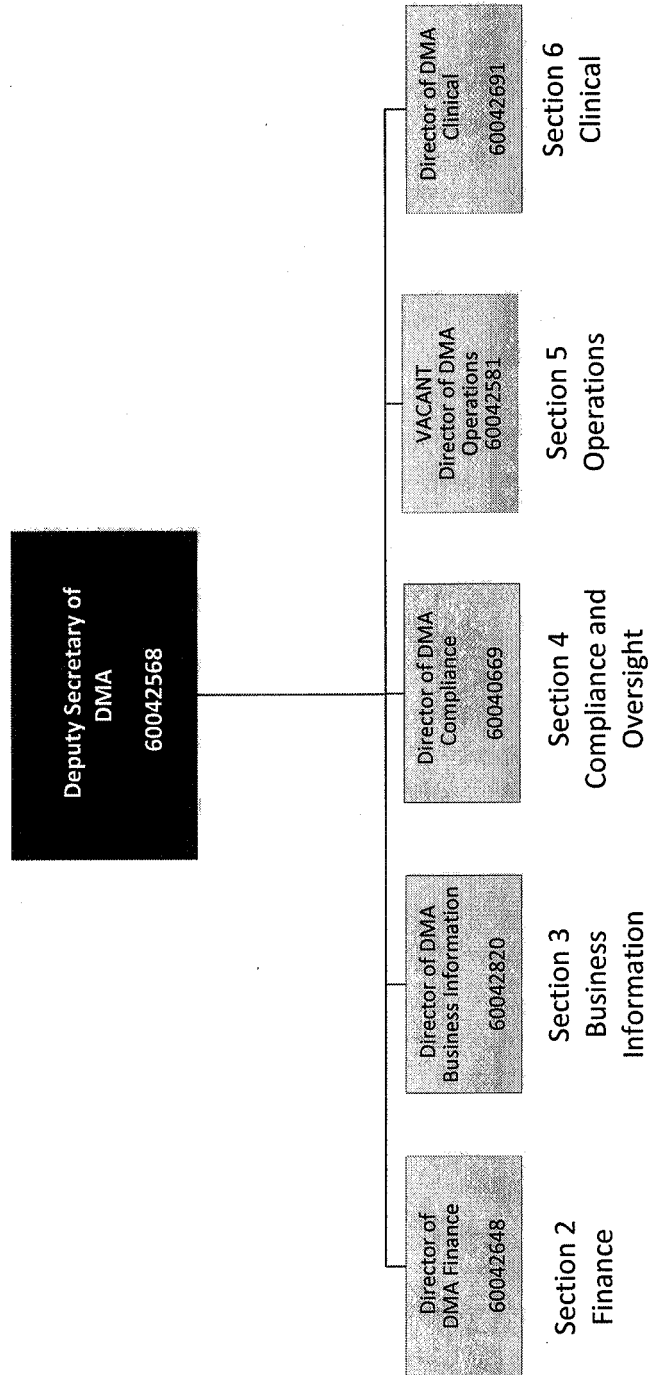 Deputy Secretary of
DMA
60042568
Director of
DMA Finance
60042648
Section 2
Finance
Director of DMA
Business Information
60042820
Section 3
Business
Information
Director of DMA
Compliance
60040669
Section 4
Compliance and
Oversight
VACANT
Director of DMA
Operations
60042581
Section 5
Operations
Director of DMA
Clinical
60042691
Section 6
Clinical